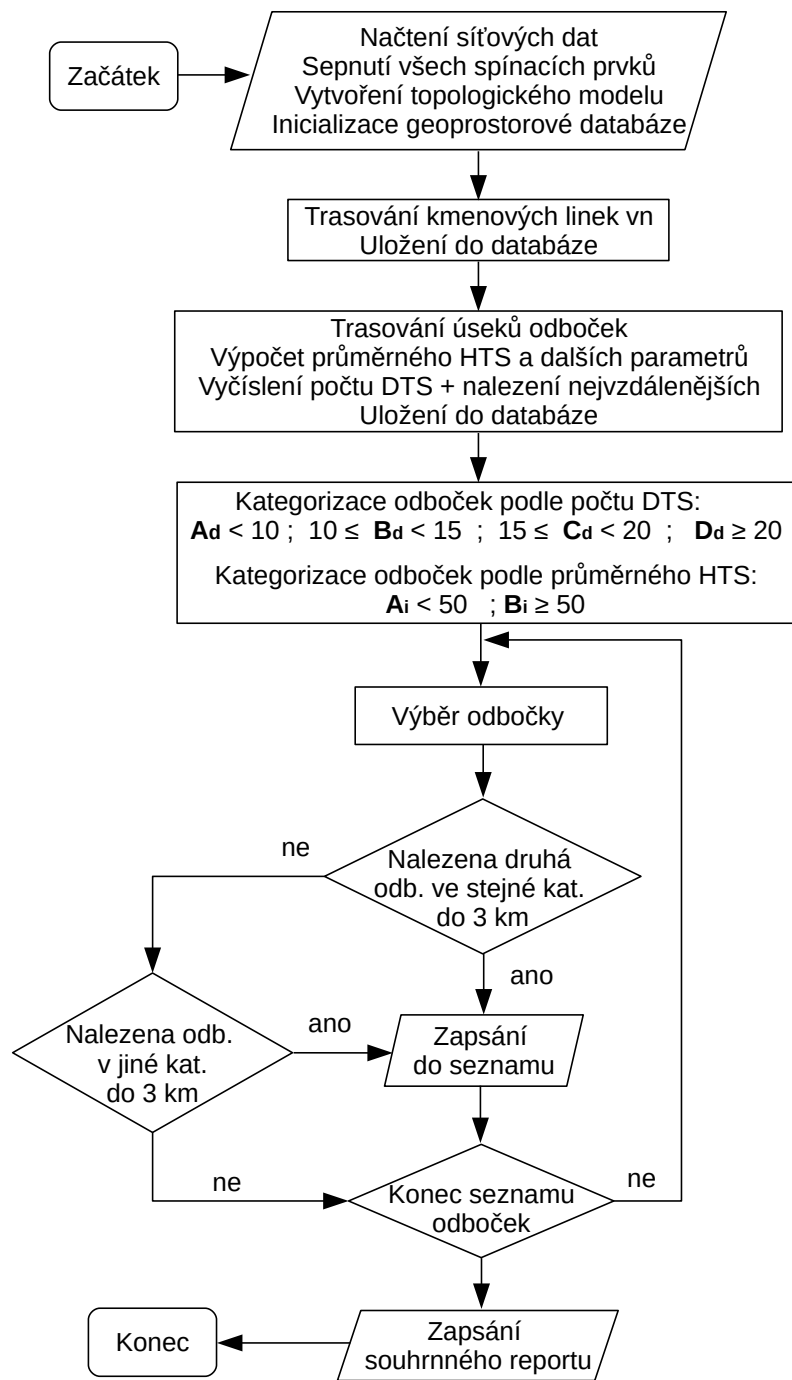 Začátek
Načtení síťových dat
Sepnutí všech spínacích prvků
Vytvoření topologického modelu
Inicializace geoprostorové databáze
Trasování kmenových linek vn
Uložení do databáze
Trasování úseků odboček
Výpočet průměrného HTS a dalších parametrů
Vyčíslení počtu DTS + nalezení nejvzdálenějších
Uložení do databáze
Kategorizace odboček podle počtu DTS:
Ad < 10 ; 10 ≤ Bd < 15 ; 15 ≤ Cd < 20 ; Dd ≥ 20
Kategorizace odboček podle průměrného HTS:
Ai < 50 ; Bi ≥ 50
Výběr odbočky
ne
Nalezena druhá
odb. ve stejné kat.
do 3 km
ano
Nalezena odb.
v jiné kat.
do 3 km
ano
Zapsání
do seznamu
ne
Konec seznamu
odboček
ne
Konec
Zapsání
souhrnného reportu